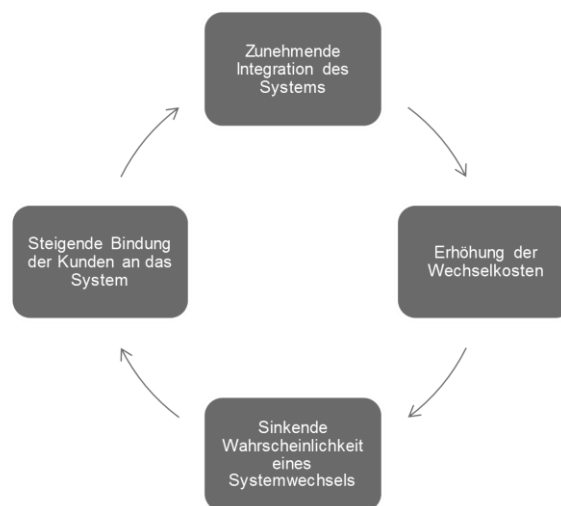 Zunehmende
Integration des
Systems
Steigende Bindung
der Kunden an das
System
Erhöhung der
Wechselkosten
Sinkende
Wahrscheinlichkeit
eines
Systemwechsels